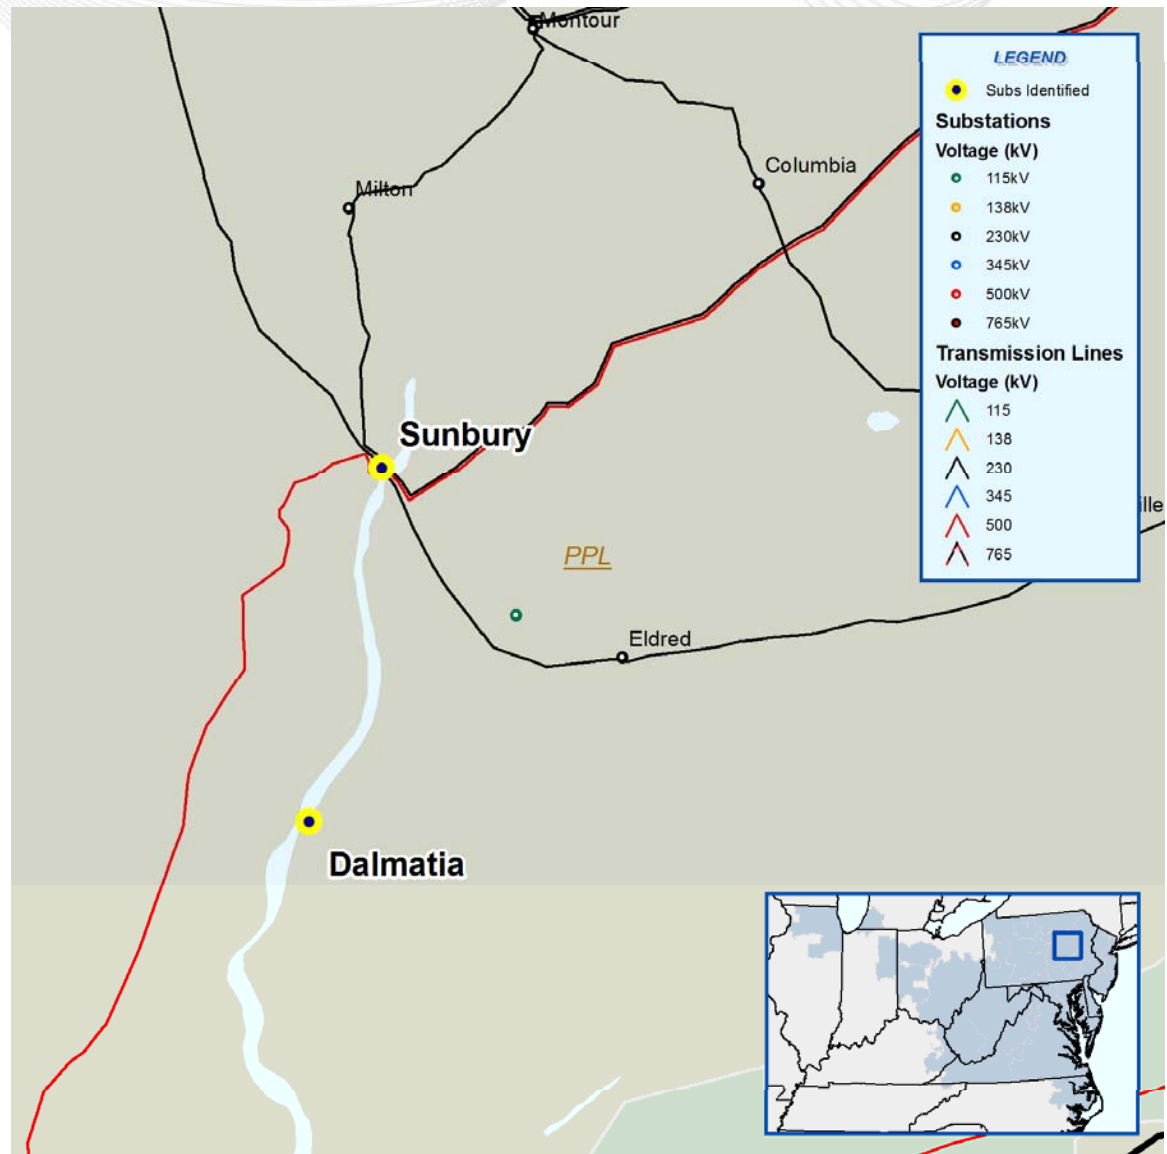 Montour
Milton
Columbia
Sunbury
PPL
Eldred
ille
Dalmatia
LEGEND
Subs Identified
Substations
Voltage (kV)
115kV
138kV
230kV
345kV
500kV
765kV
Transmission Lines
Voltage (kV)
115
138
230
345
500
765